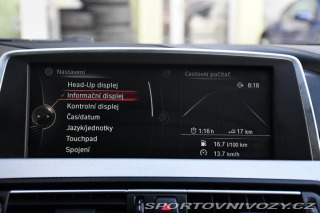 Nastavení
Cestovní počítač
Head-Up displej
8:18
✓ Informační displej
Kontrolní displej
Čas/datum
1:16 h
17 km
Jazyk/jednotky
Touchpad
16.7 l/100 km
Spojení
13.7 km/h
SPORTOVNIVOZY.CZ